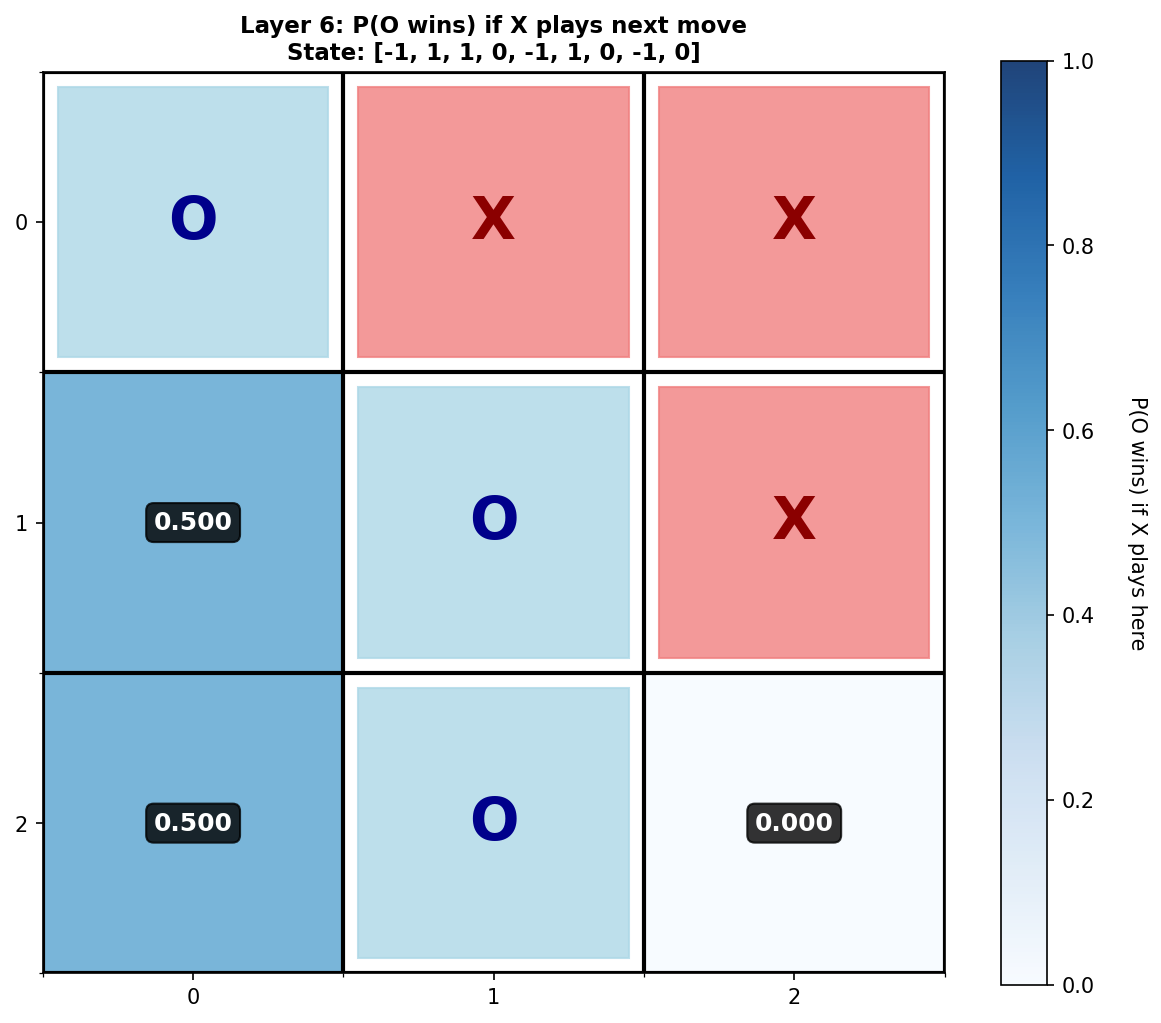 Layer 6: P(O wins) if X plays next move
State: [-1, 1, 1, 0, -1, 1, 0, -1, 0]
0
O
X
X
1
0.500
O
X
2
0.500
O
0.000
0
1
2
1.0
0.8
0.6
0.4
0.2
0.0
P(O wins) if X plays here